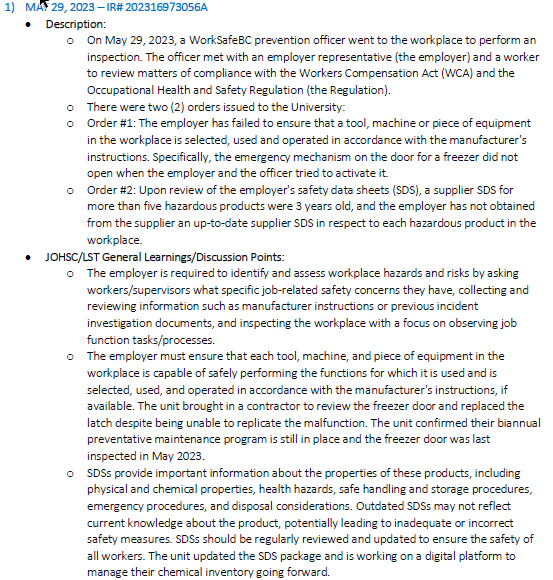 1) MAY 29, 2023 – IR# 202316973056A
• Description:
o On May 29, 2023, a WorkSafeBC prevention officer went to the workplace to perform an
inspection. The officer met with an employer representative (the employer) and a worker
to review matters of compliance with the Workers Compensation Act (WCA) and the
Occupational Health and Safety Regulation (the Regulation).
o There were two (2) orders issued to the University:
o Order #1: The employer has failed to ensure that a tool, machine or piece of equipment
in the workplace is selected, used and operated in accordance with the manufacturer's
instructions. Specifically, the emergency mechanism on the door for a freezer did not
open when the employer and the officer tried to activate it.
o Order #2: Upon review of the employer's safety data sheets (SDS), a supplier SDS for
more than five hazardous products were 3 years old, and the employer has not obtained
from the supplier an up-to-date supplier SDS in respect to each hazardous product in the
workplace.
• JOHSC/LST General Learnings/Discussion Points:
o The employer is required to identify and assess workplace hazards and risks by asking
workers/supervisors what specific job-related safety concerns they have, collecting and
reviewing information such as manufacturer instructions or previous incident
investigation documents, and inspecting the workplace with a focus on observing job
function tasks/processes.
o The employer must ensure that each tool, machine, and piece of equipment in the
workplace is capable of safely performing the functions for which it is used and is
selected, used, and operated in accordance with the manufacturer's instructions, if
available. The unit brought in a contractor to review the freezer door and replaced the
latch despite being unable to replicate the malfunction. The unit confirmed their biannual
preventative maintenance program is still in place and the freezer door was last
inspected in May 2023.
o SDSs provide important information about the properties of these products, including
physical and chemical properties, health hazards, safe handling and storage procedures,
emergency procedures, and disposal considerations. Outdated SDSs may not reflect
current knowledge about the product, potentially leading to inadequate or incorrect
safety measures. SDSs should be regularly reviewed and updated to ensure the safety of
all workers. The unit updated the SDS package and is working on a digital platform to
manage their chemical inventory going forward.